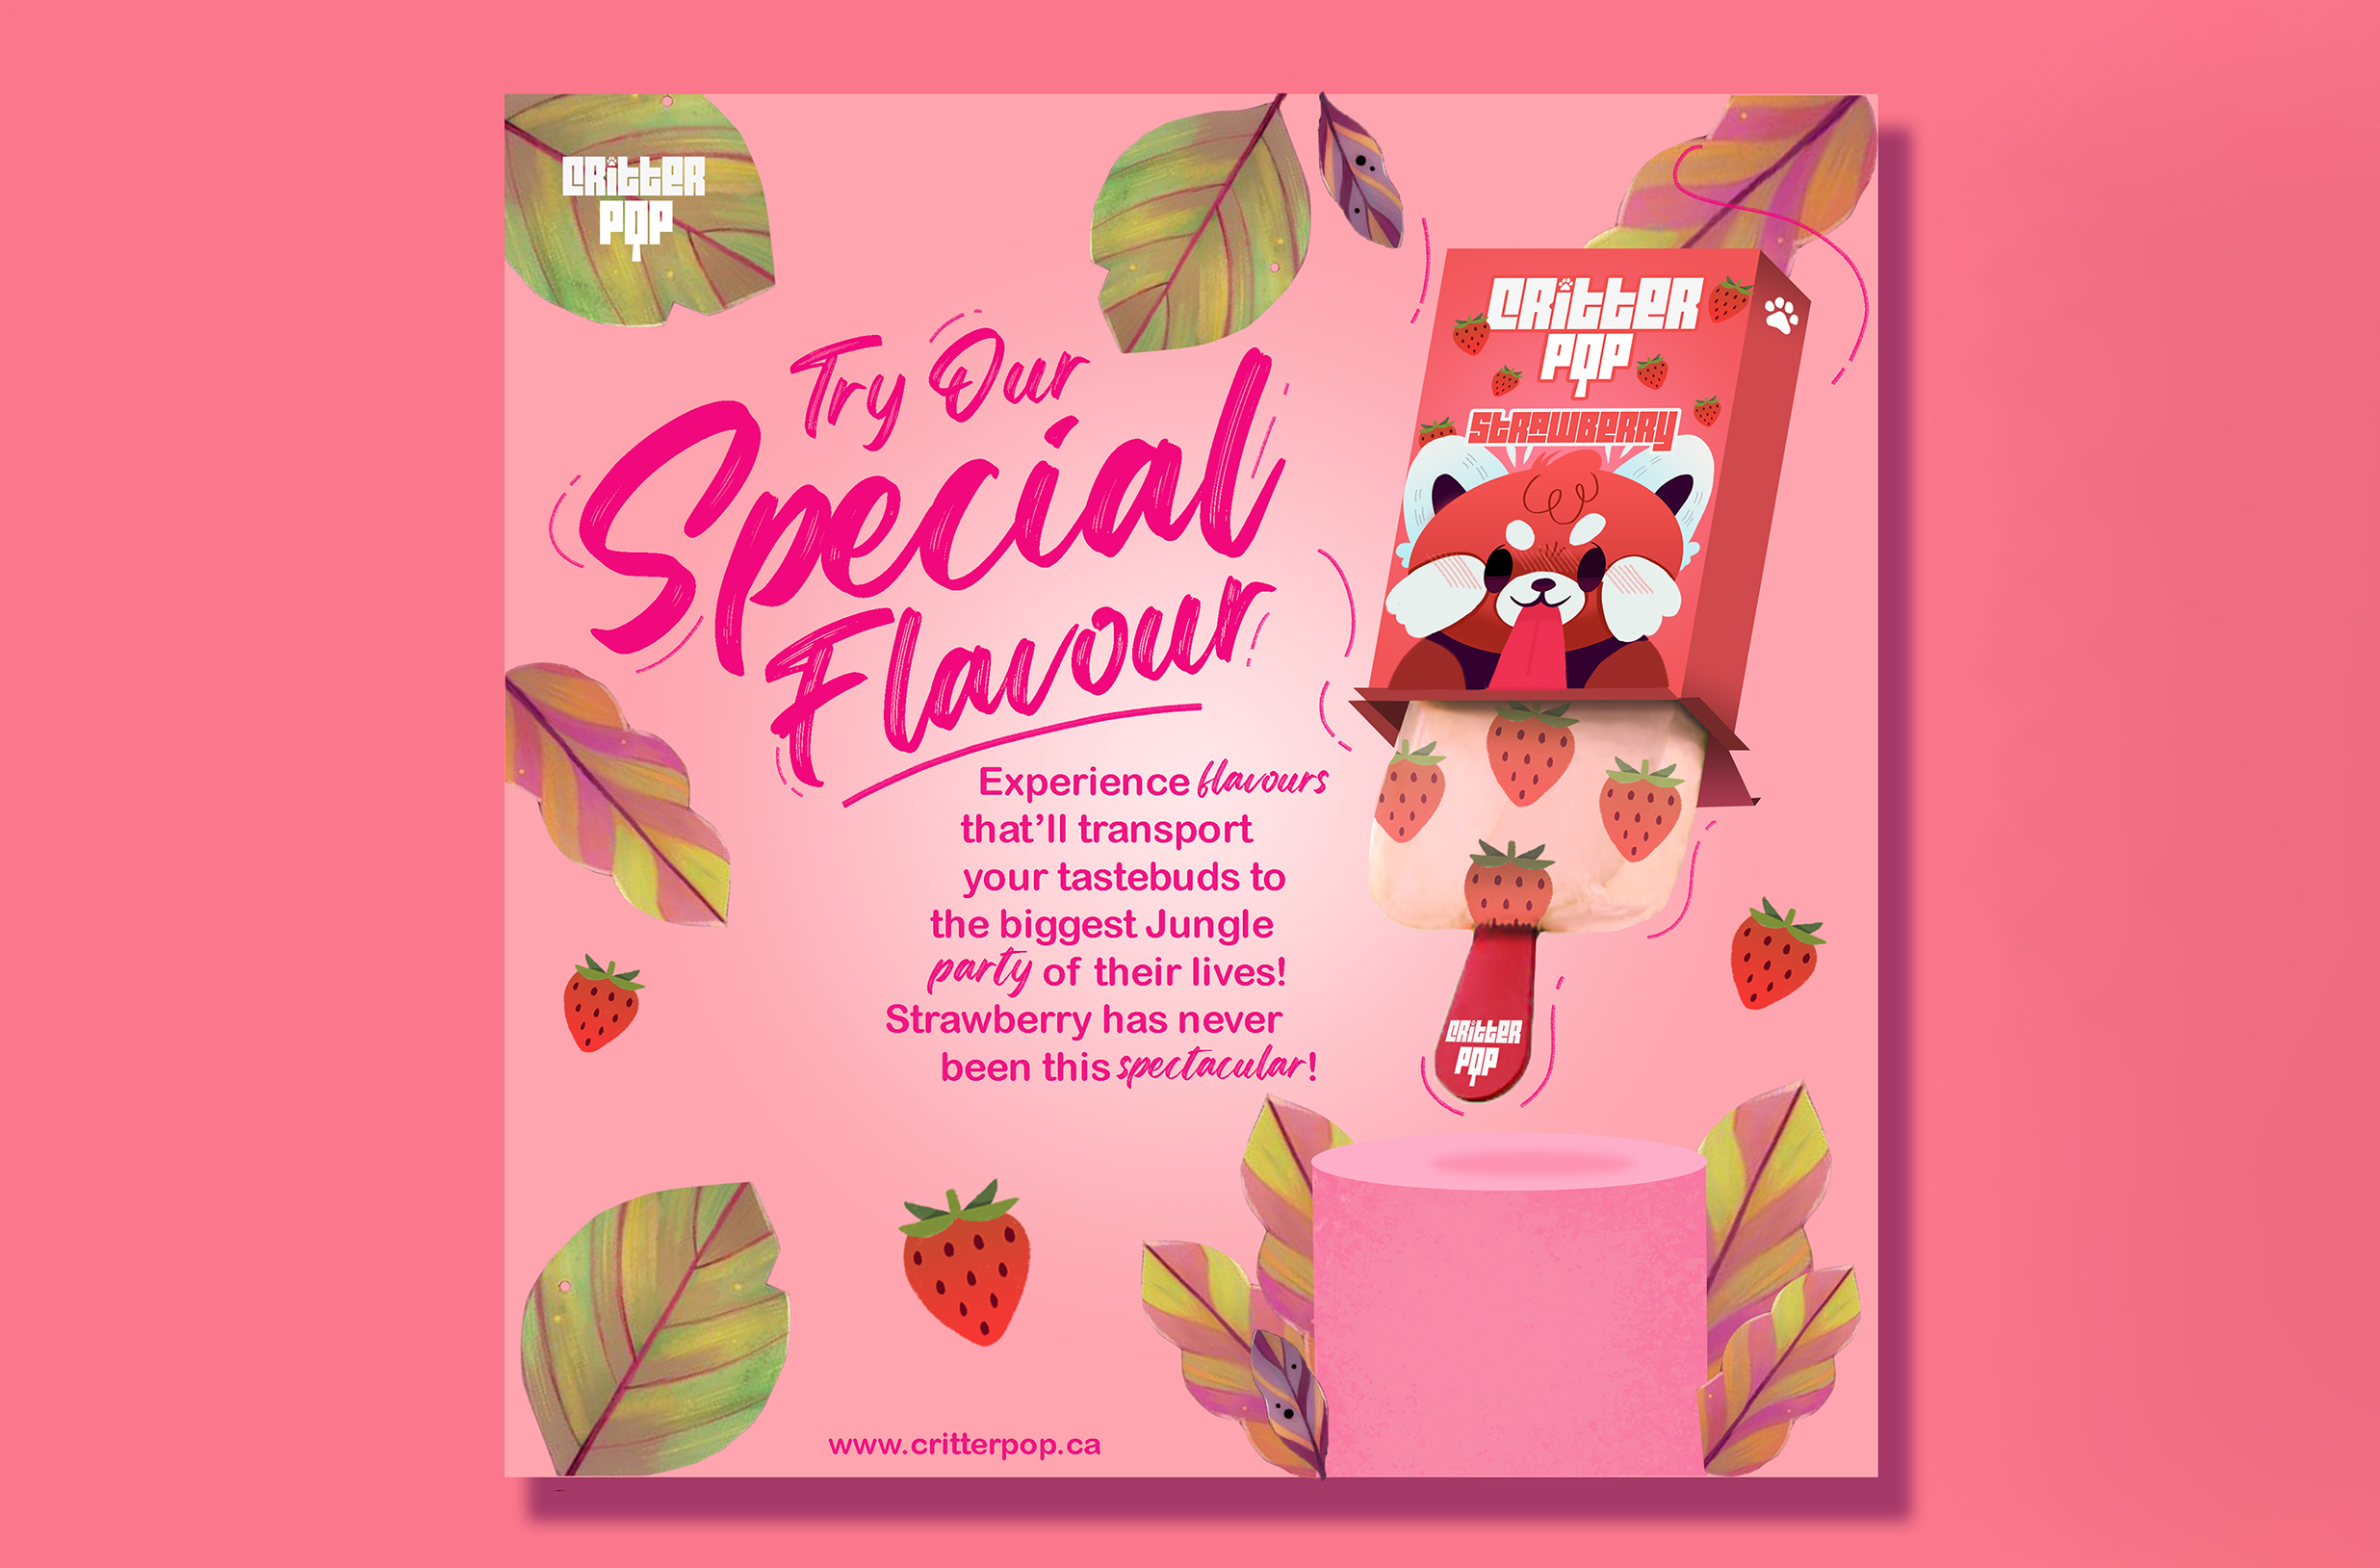 CRitteR
POP
Try Our
Special
Flavour
Experience flavours
that’ll transport
your tastebuds to
the biggest Jungle
party of their lives!
Strawberry has never
been this spectacular!
www.critterpop.ca
CRitteR
POP
StRaWBeRRY
CRitteR
POP